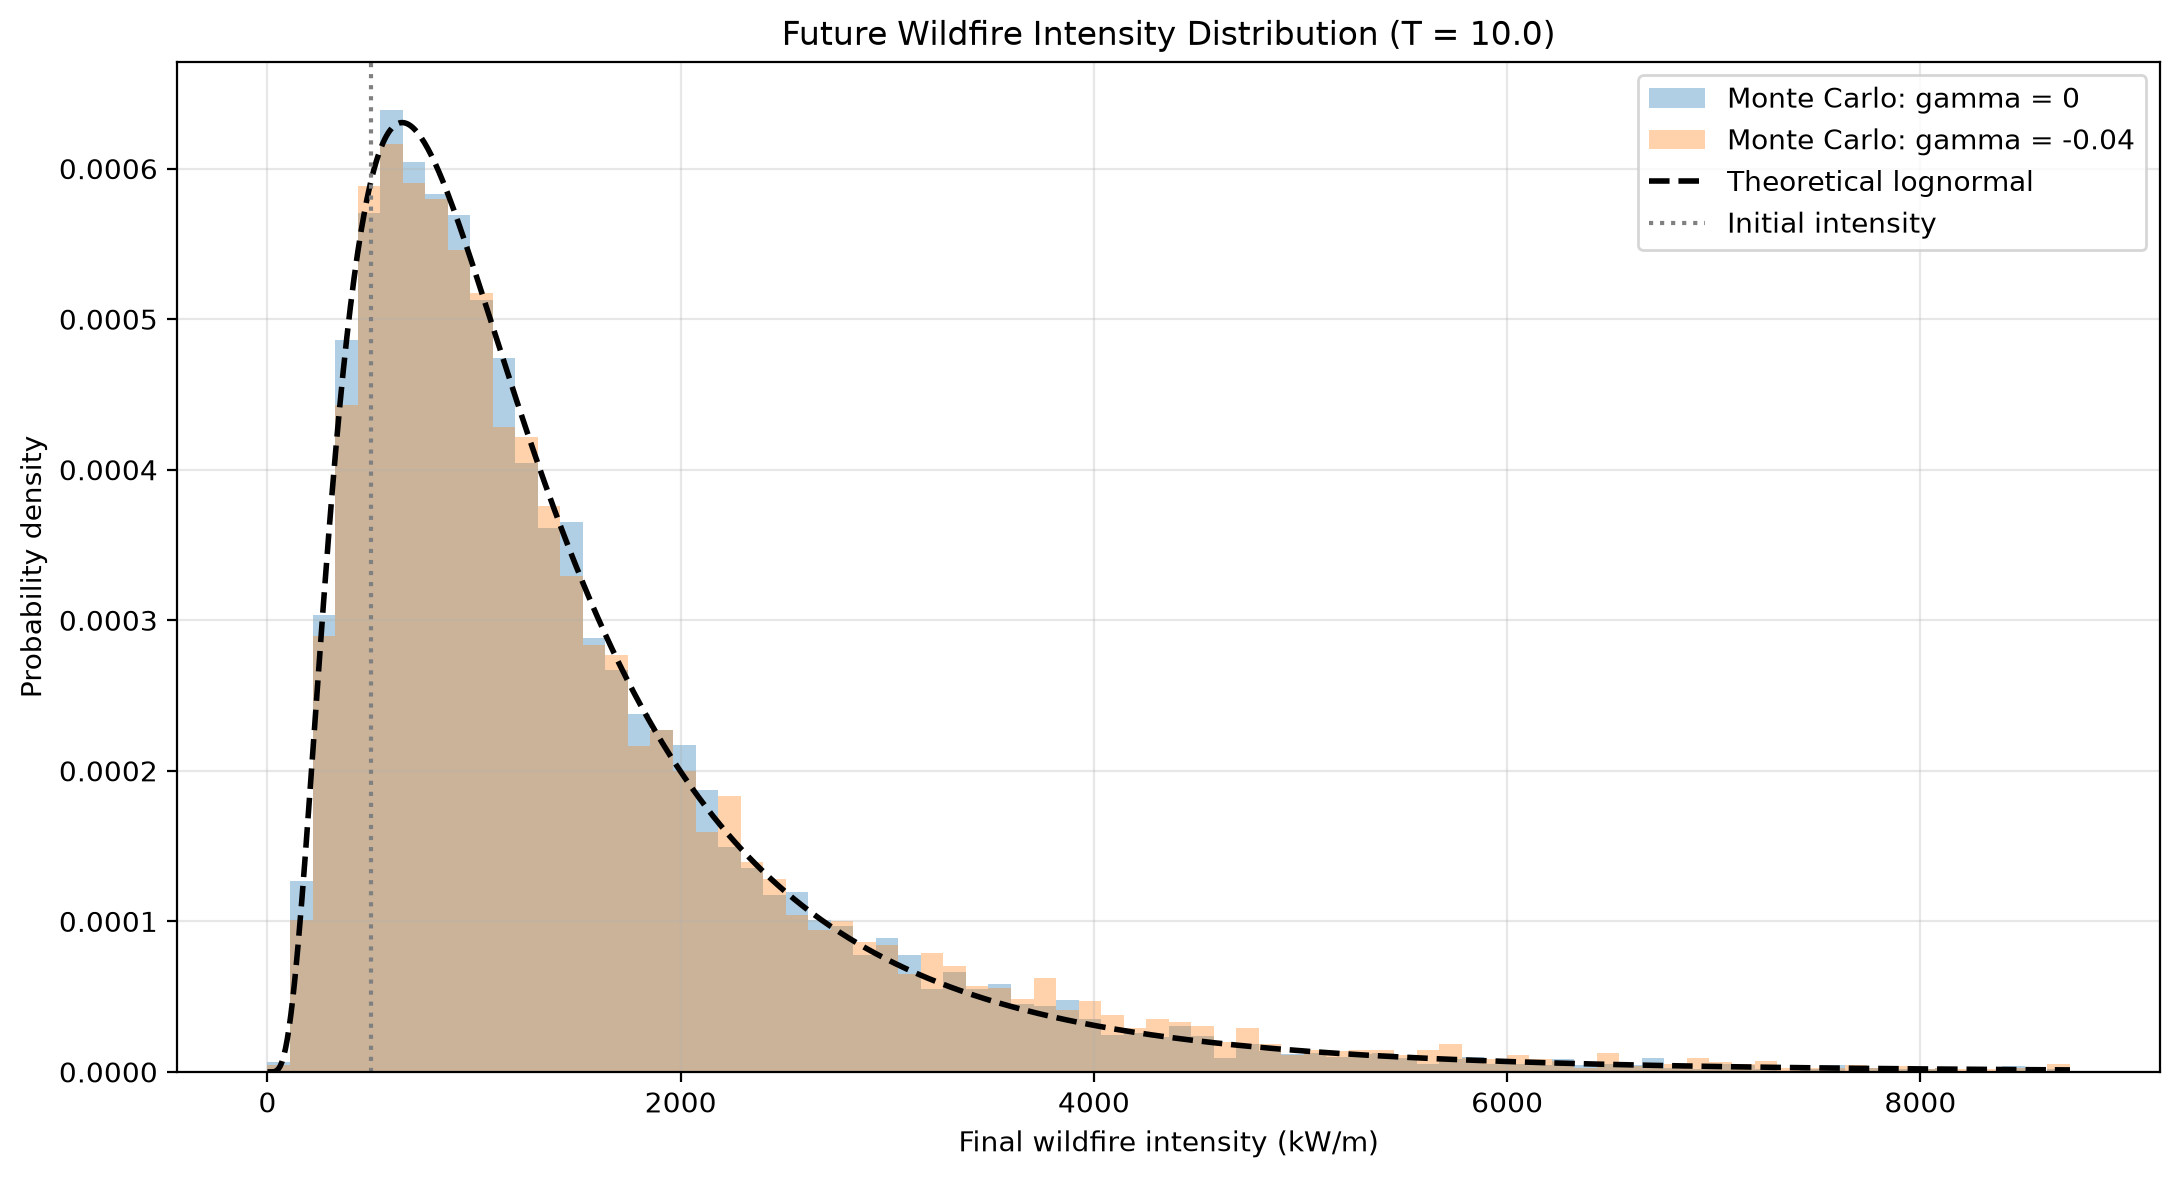 Future Wildfire Intensity Distribution (T = 10.0)
Monte Carlo: gamma = 0
Monte Carlo: gamma = -0.04
Theoretical lognormal
Initial intensity
Probability density
0.0006
0.0005
0.0004
0.0003
0.0002
0.0001
0.0000
0 2000 4000 6000 8000
Final wildfire intensity (kW/m)